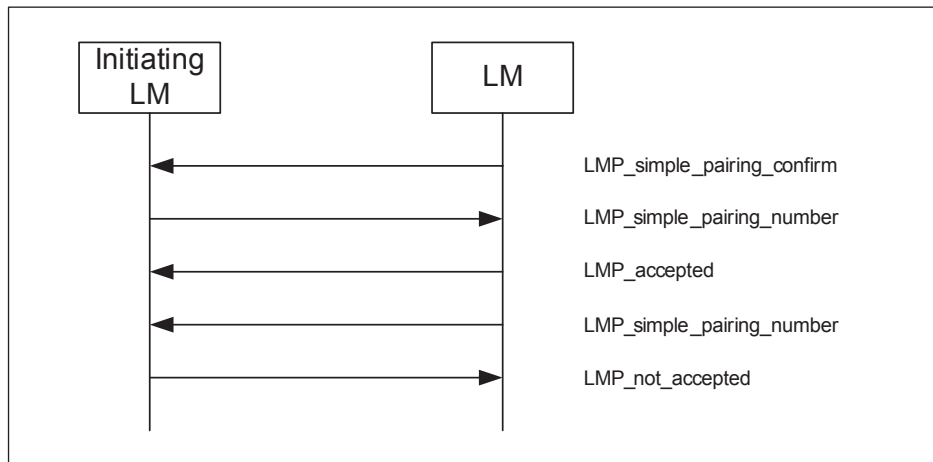 Initiating
LM
LM
LMP_simple_pairing_confirm
LMP_simple_pairing_number
LMP_accepted
LMP_simple_pairing_number
LMP_not_accepted